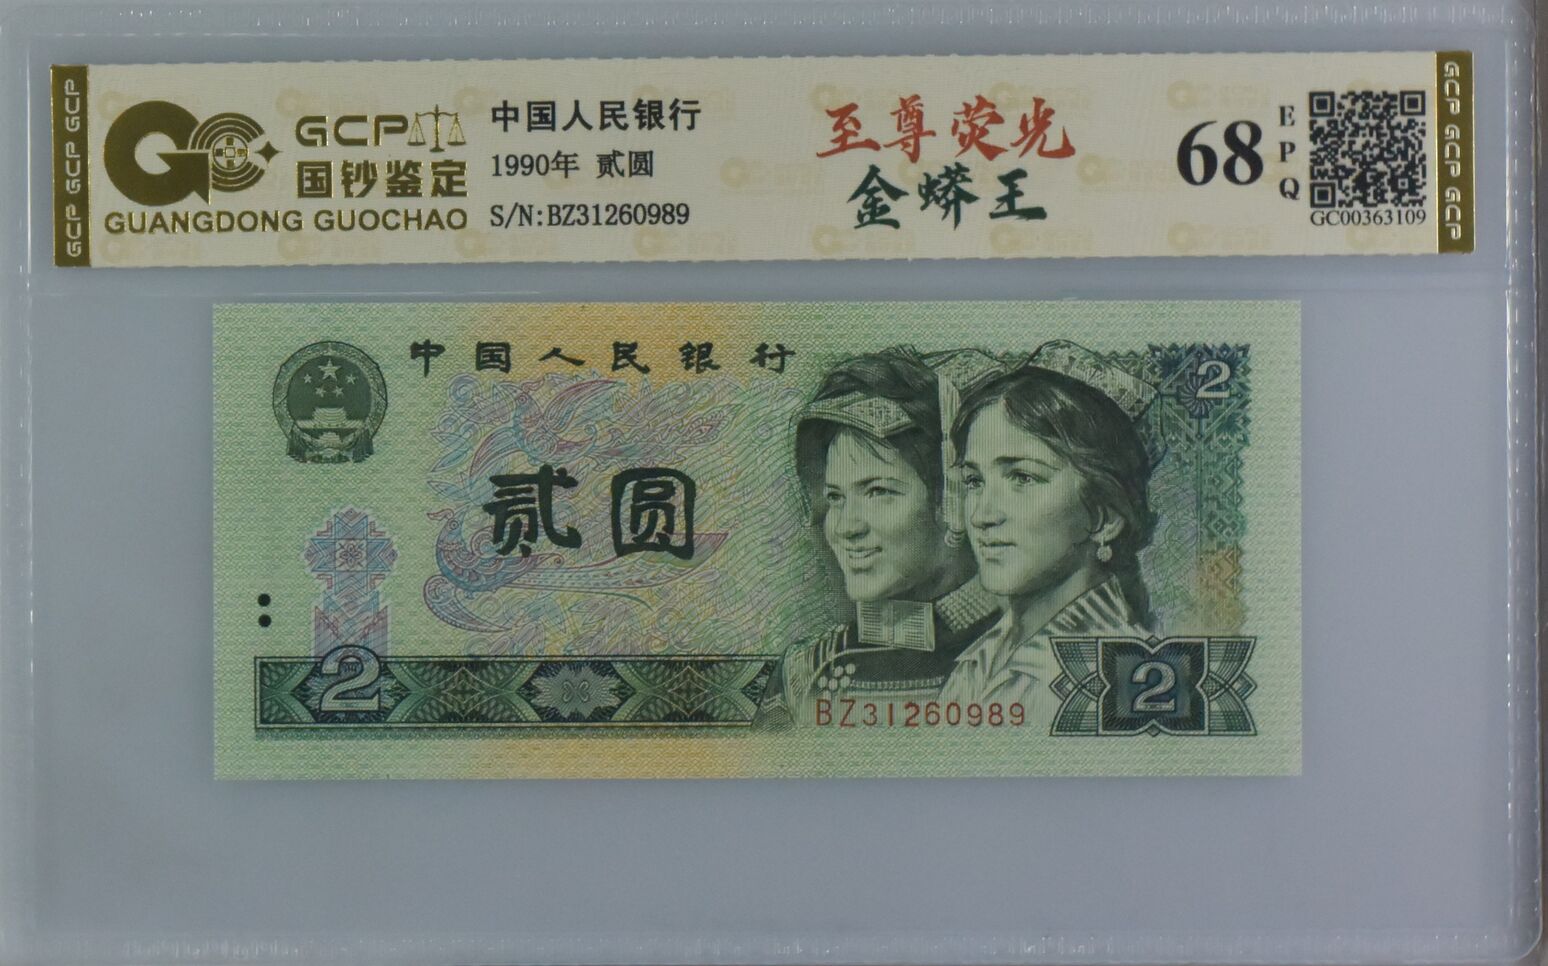 GCP GCP GCP
GCP
国钞鉴定
GUANGDONG GUOCHAO
中国人民银行
1990年 贰圆
S/N:BZ31260989
至尊荧光
金蟒王
68
EPQ
GC00363109
GCP GCP GCP
中国人民银行
2
贰圆
2
BZ31260989
2